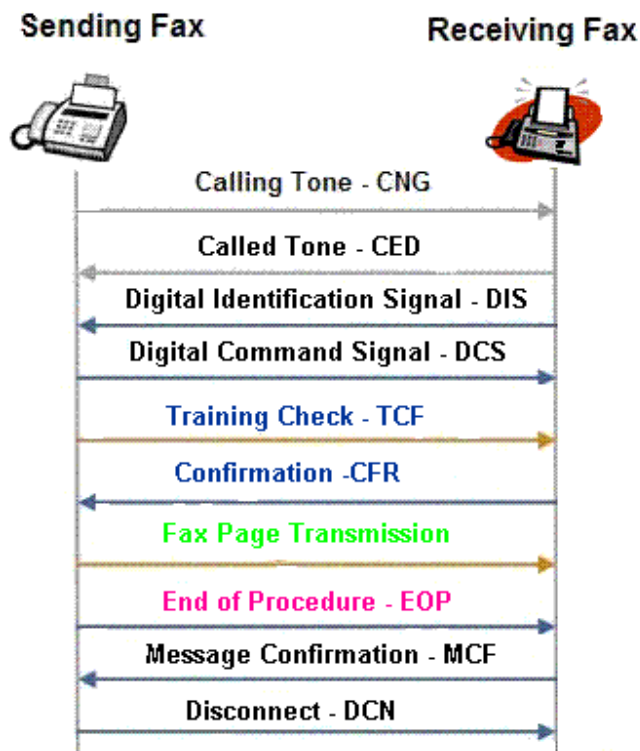 Sending Fax
Receiving Fax
Calling Tone - CNG
Called Tone - CED
Digital Identification Signal - DIS
Digital Command Signal - DCS
Training Check - TCF
Confirmation -CFR
Fax Page Transmission
End of Procedure - EOP
Message Confirmation - MCF
Disconnect - DCN